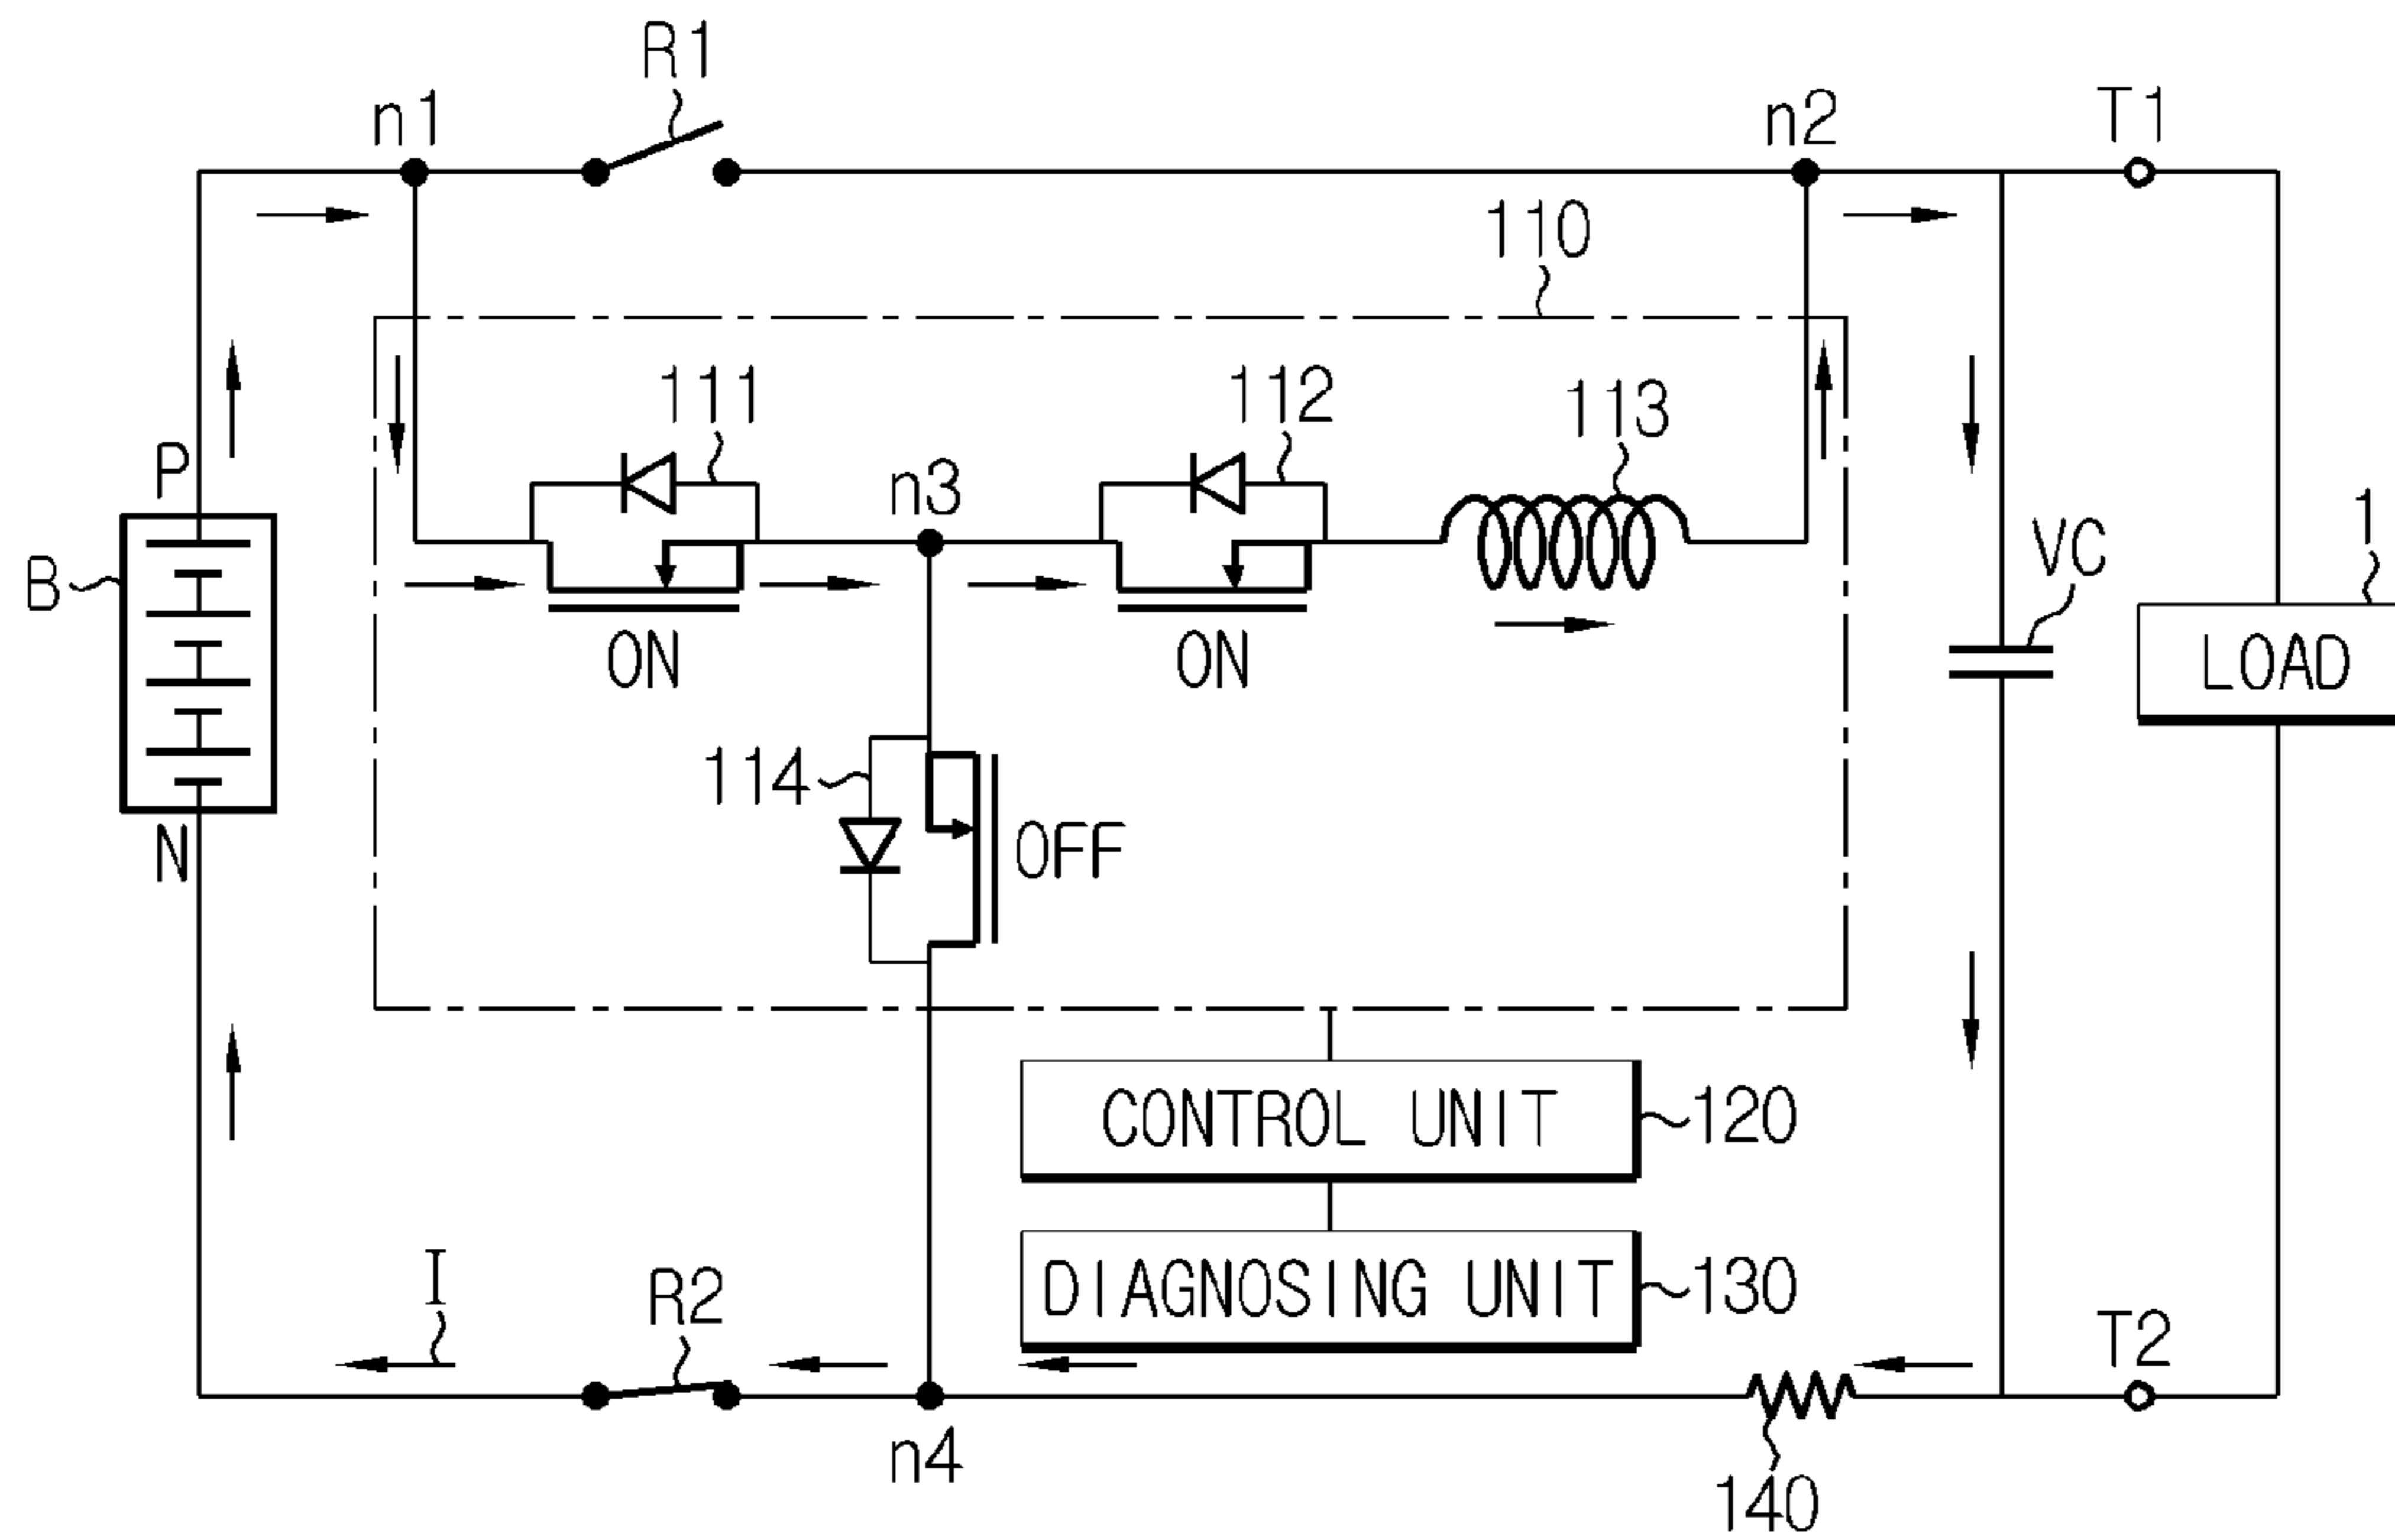 R1
n1
n2
T1
110
111
112
113
n3
P
B
1
VC
LOAD
ON
ON
114
OFF
N
CONTROL UNIT
120
DIAGNOSING UNIT
130
I
R2
T2
n4
140